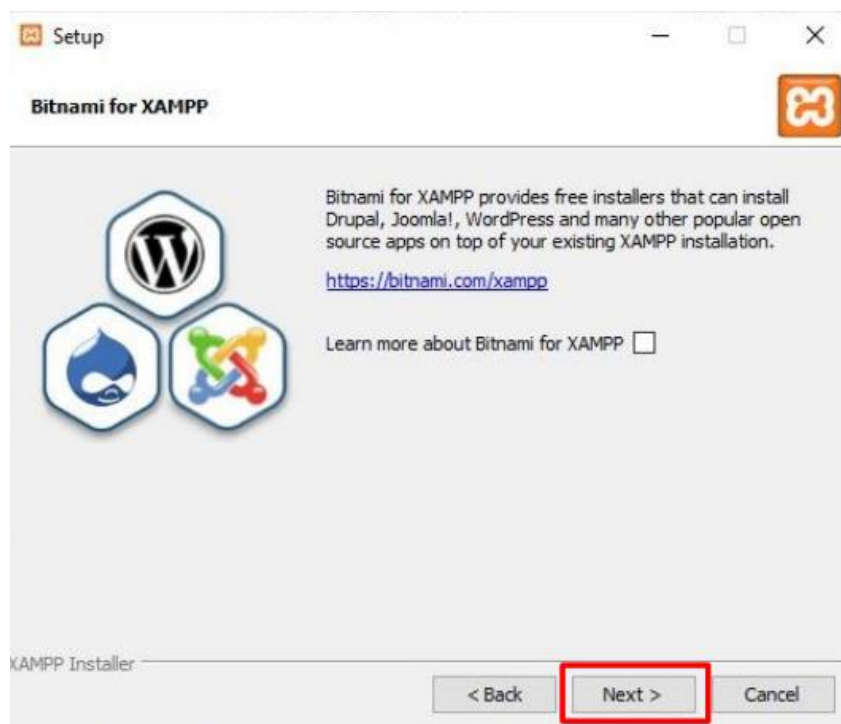 Setup
Bitnami for XAMPP
Bitnami for XAMPP provides free installers that can install
Drupal, Joomla!, WordPress and many other popular open
source apps on top of your existing XAMPP installation.
https://bitnami.com/xampp
Learn more about Bitnami for XAMPP
XAMPP Installer
< Back
Next >
Cancel